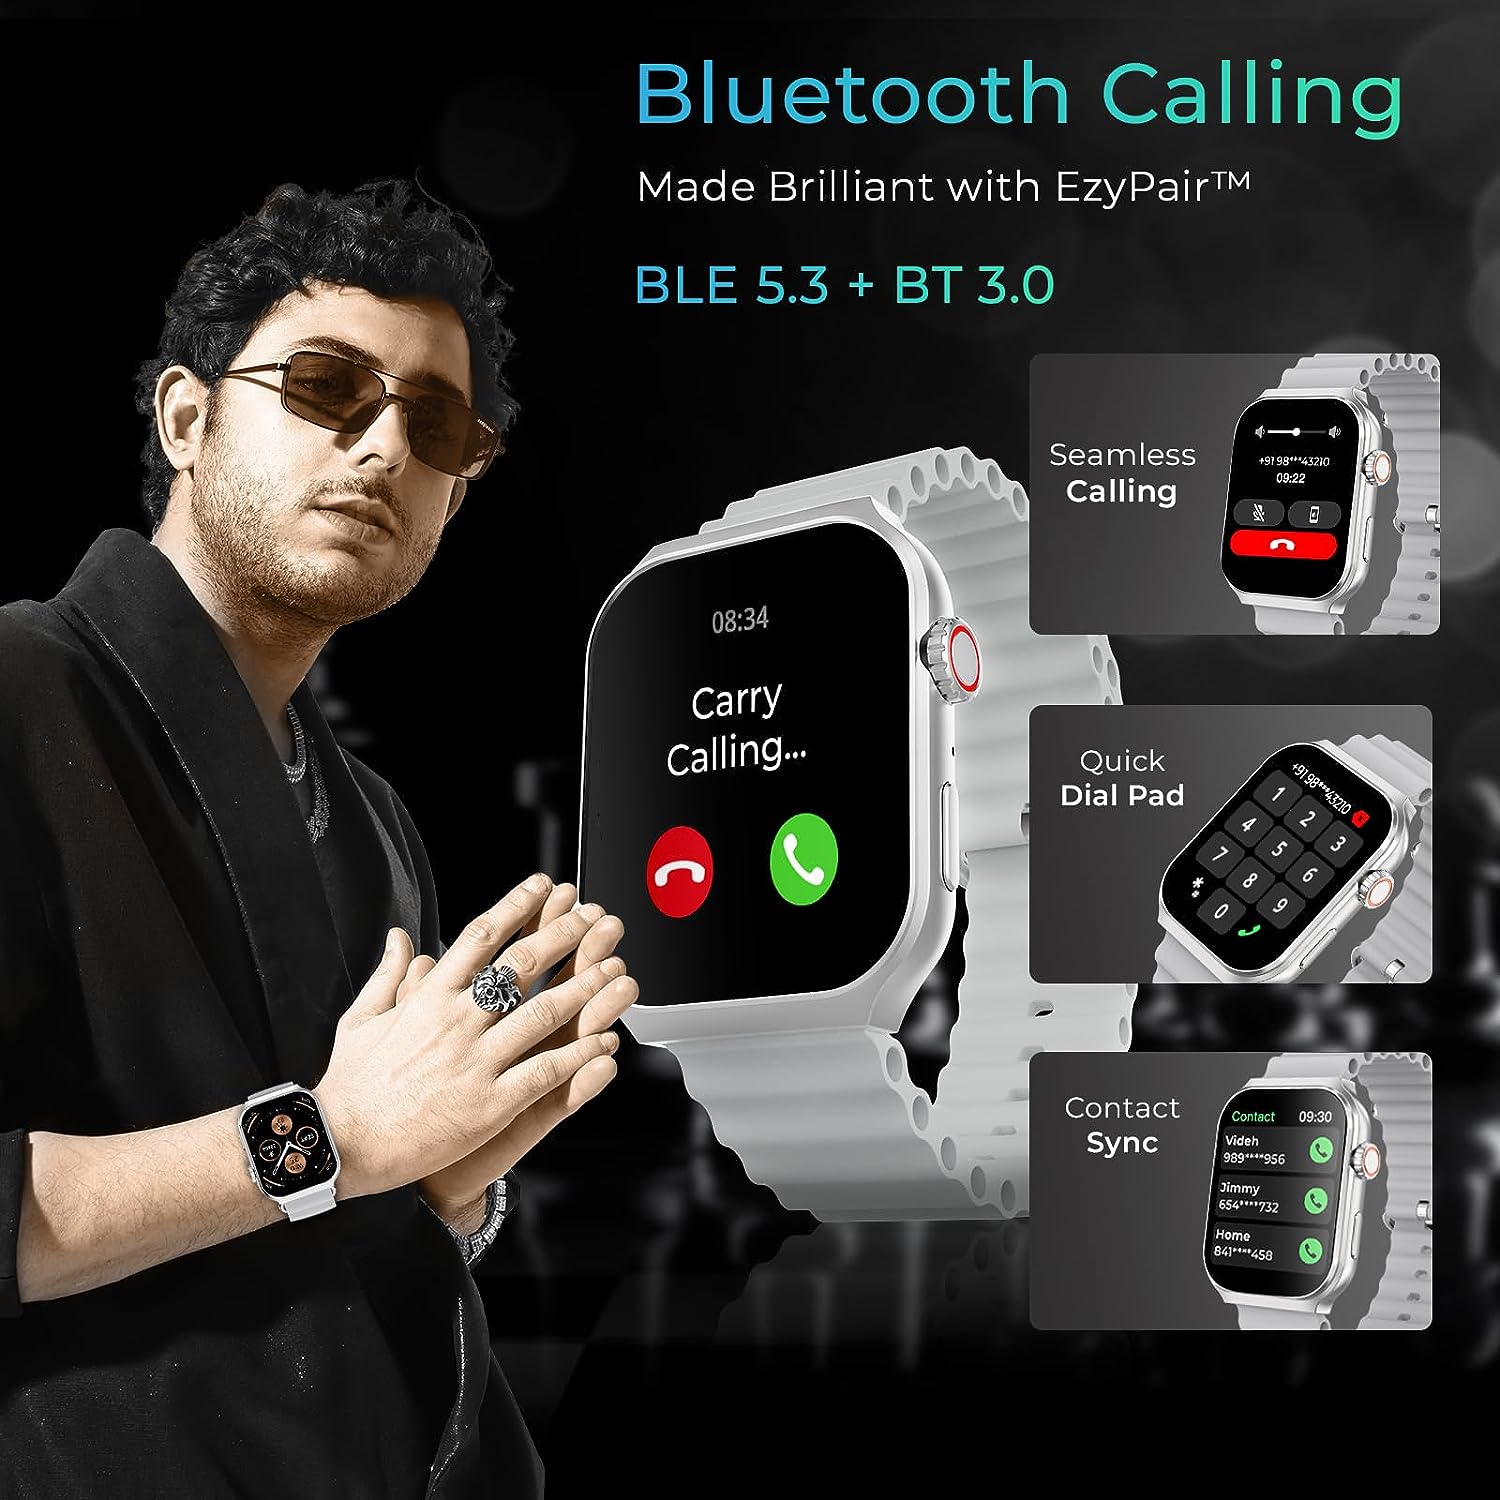 Bluetooth Calling
Made Brilliant with EzyPair™
BLE 5.3 + BT 3.0
Seamless
Calling
+91 98***43210
09:22
08:34
Carry
Calling...
Quick
Dial Pad
+91 98***43210
1 2 3
4 5 6
7 8 9
* 0
Contact
Sync
Contact 09:30
Videh
989****956
Jimmy
654****732
Home
841****458